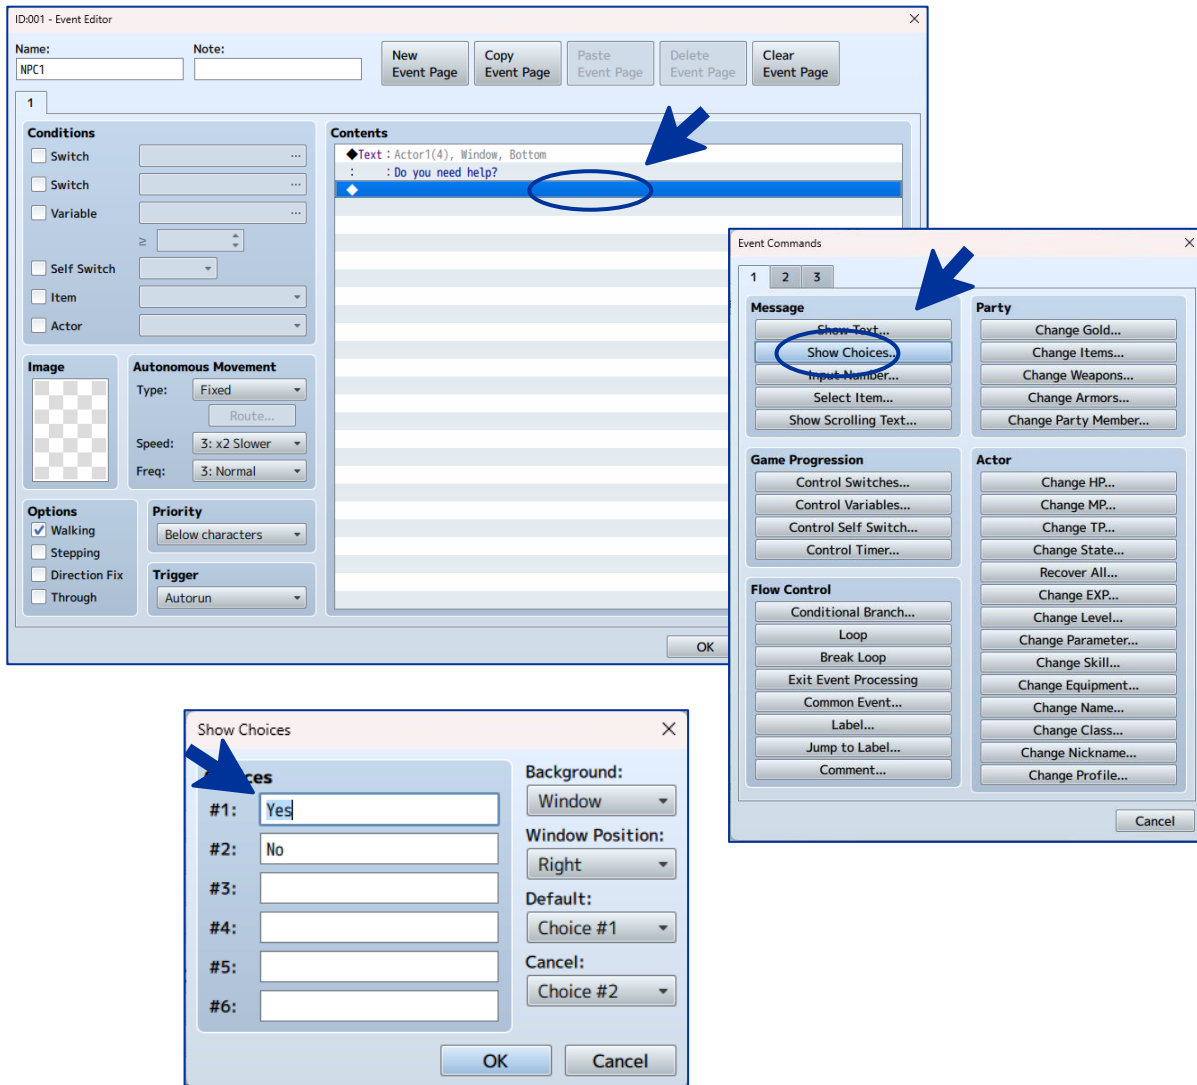 ID:001 - Event Editor
Name:
Note:
NPC1
New
Event Page
Copy
Event Page
Paste
Event Page
Delete
Event Page
Clear
Event Page
1
Conditions
Switch
...
Switch
...
Variable
...
≥
Self Switch
Item
Actor
Image
Autonomous Movement
Type:
Fixed
Route...
Speed:
3: x2 Slower
Freq:
3: Normal
Options
Walking
Stepping
Direction Fix
Through
Priority
Below characters
Trigger
Autorun
Contents
◆Text : Actor1(4), Window, Bottom
: : Do you need help?
◆
OK
Event Commands
1 2 3
Message
Show Text...
Show Choices...
Input Number...
Select Item...
Show Scrolling Text...
Game Progression
Control Switches...
Control Variables...
Control Self Switch...
Control Timer...
Flow Control
Conditional Branch...
Loop
Break Loop
Exit Event Processing
Common Event...
Label...
Jump to Label...
Comment...
Party
Change Gold...
Change Items...
Change Weapons...
Change Armors...
Change Party Member...
Actor
Change HP...
Change MP...
Change TP...
Change State...
Recover All...
Change EXP...
Change Level...
Change Parameter...
Change Skill...
Change Equipment...
Change Name...
Change Class...
Change Nickname...
Change Profile...
Cancel
Show Choices
Choices
#1: Yes
#2: No
#3:
#4:
#5:
#6:
Background:
Window
Window Position:
Right
Default:
Choice #1
Cancel:
Choice #2
OK
Cancel